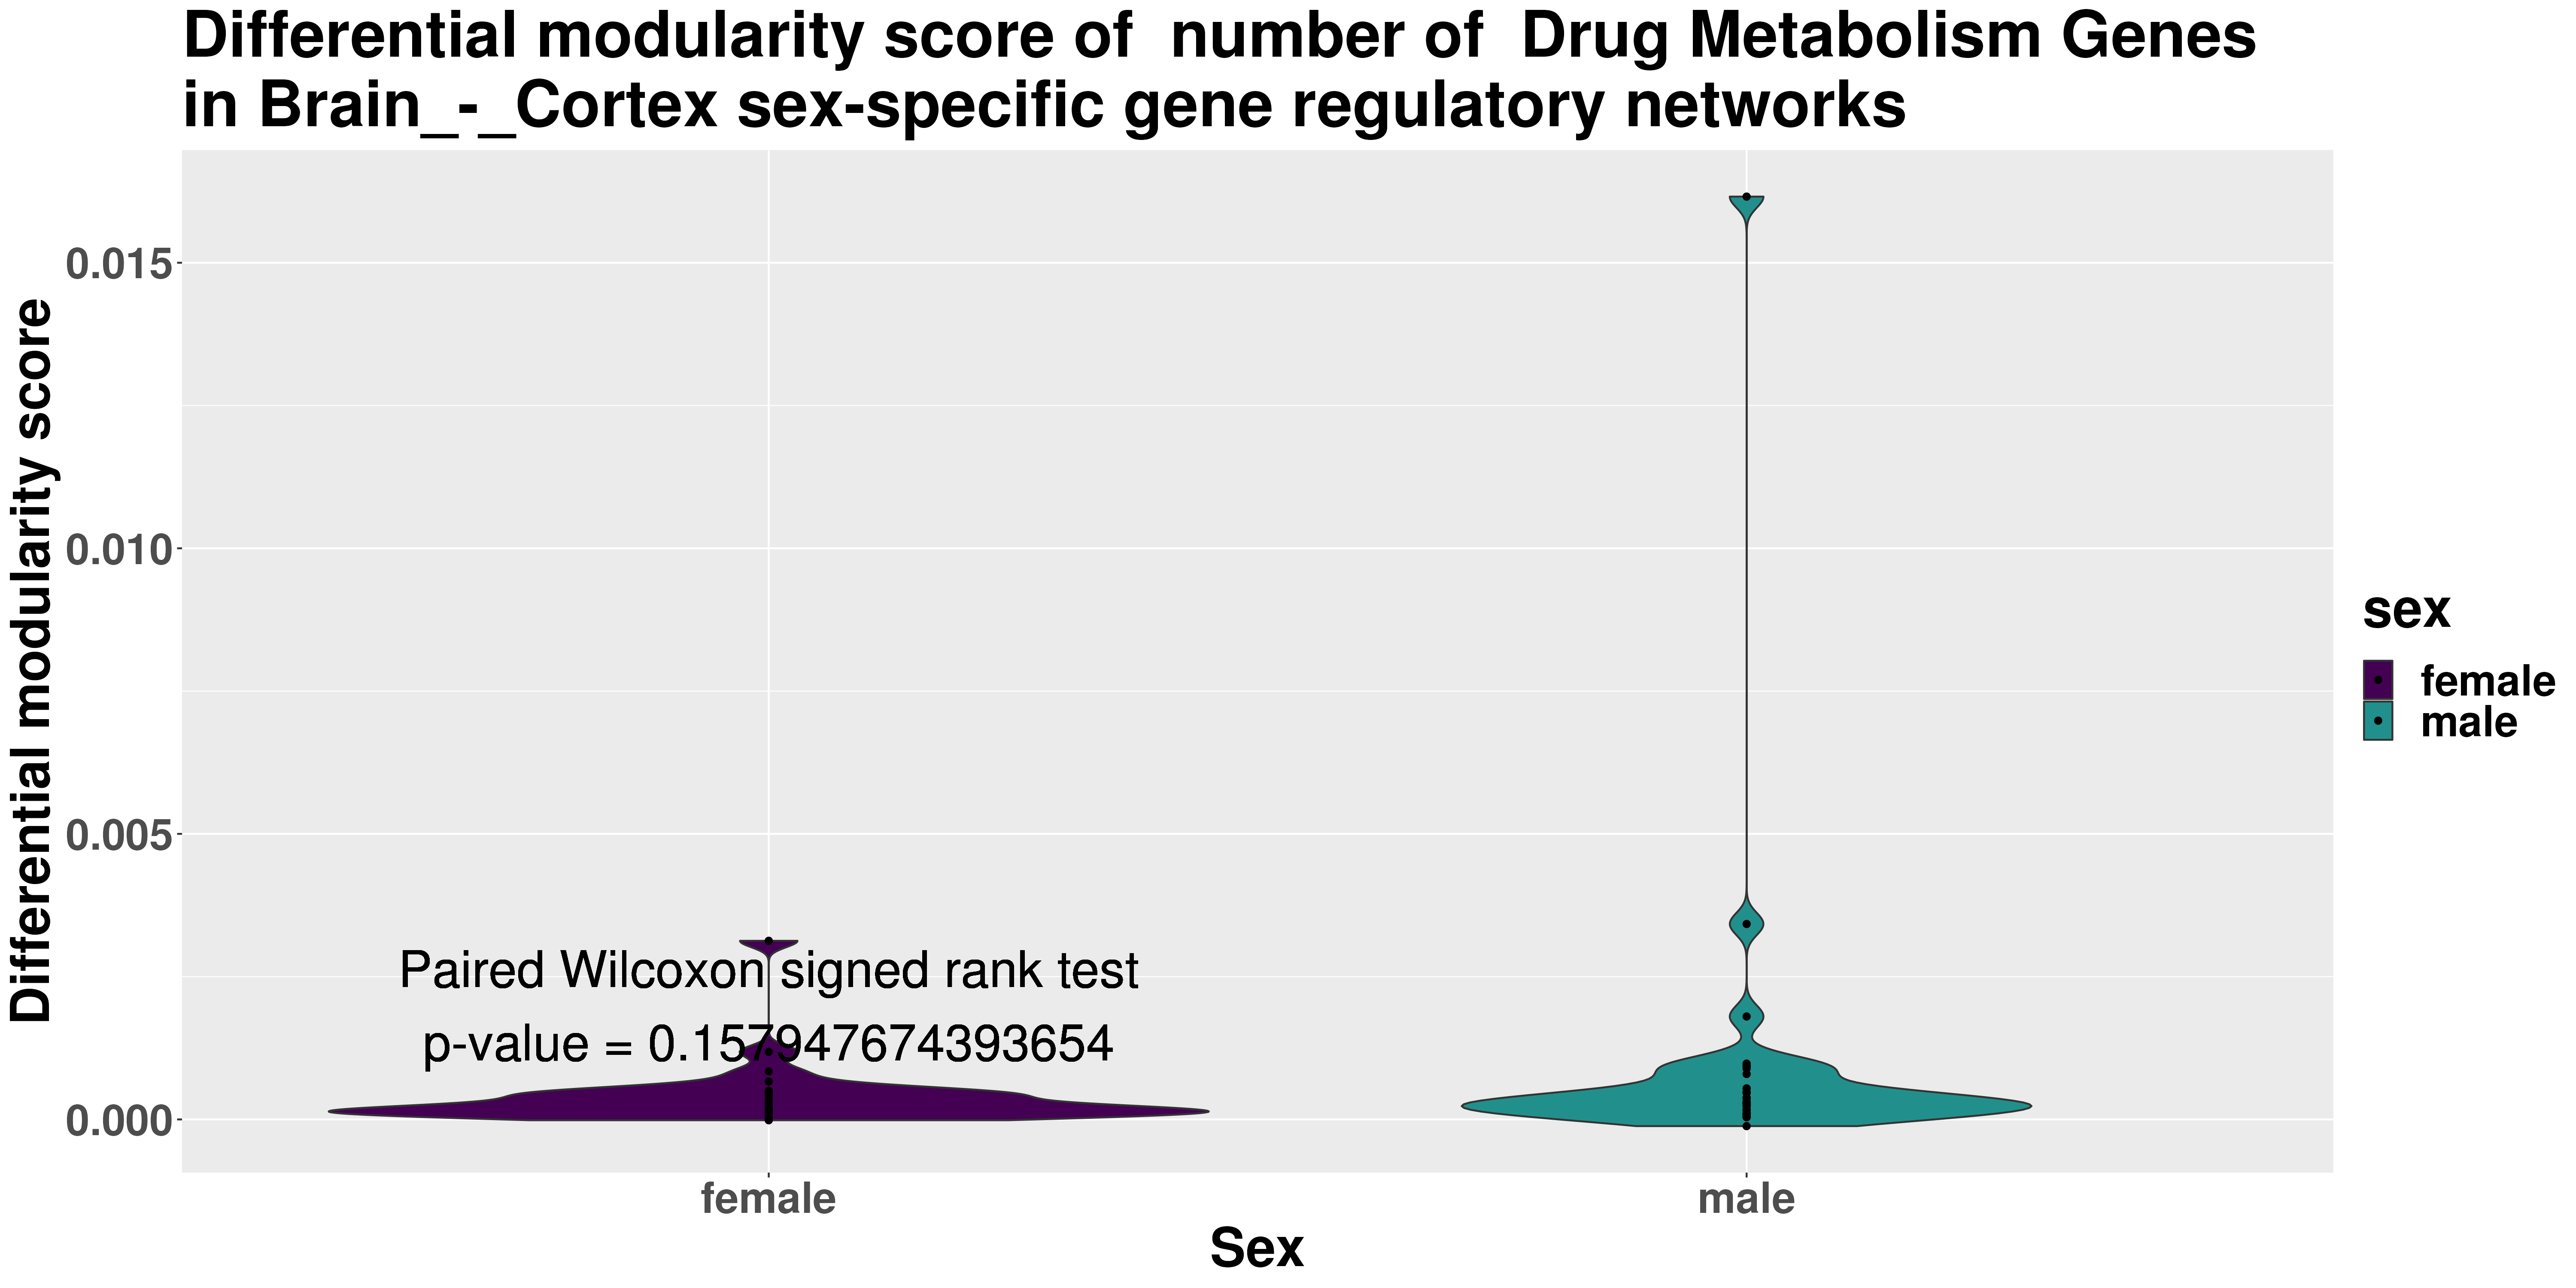 Differential modularity score of  number of  Drug Metabolism Genes
in Brain_-_Cortex sex-specific gene regulatory networks
Differential modularity score
0.015
0.010
0.005
0.000
Paired Wilcoxon signed rank test
p-value = 0.157947674393654
female
male
Sex
sex
female
male